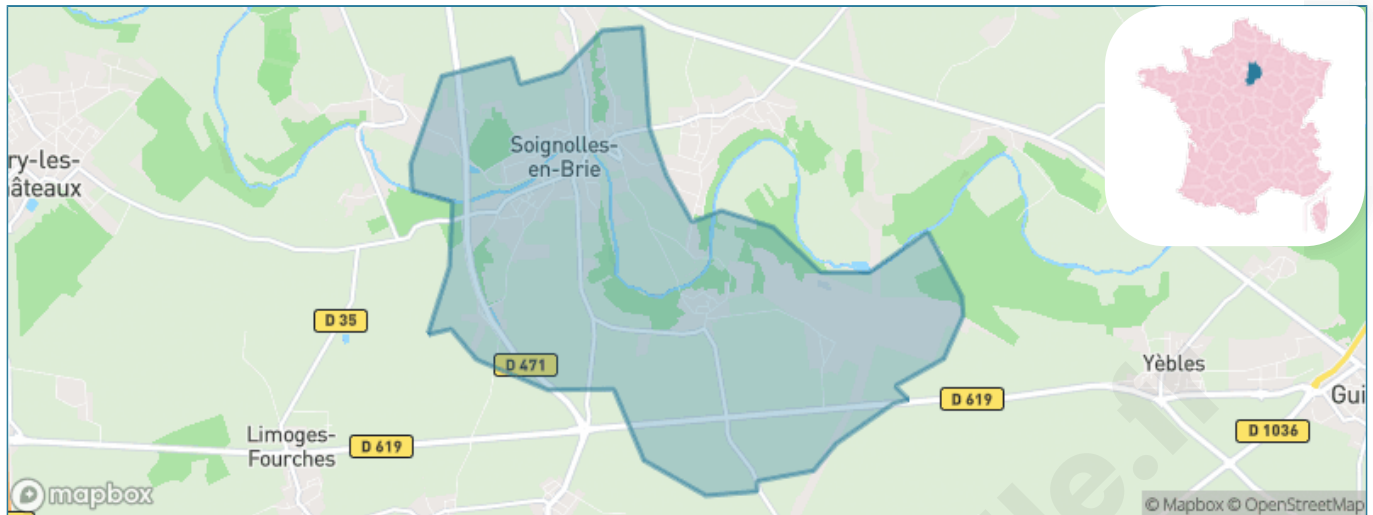 Soignolles-
en-Brie
ry-les-
âteaux
D 35
D 471
Yèbles
D 619
Gui
Limoges-
Fourches
D 619
D 1036
mapbox
© Mapbox © OpenStreetMap